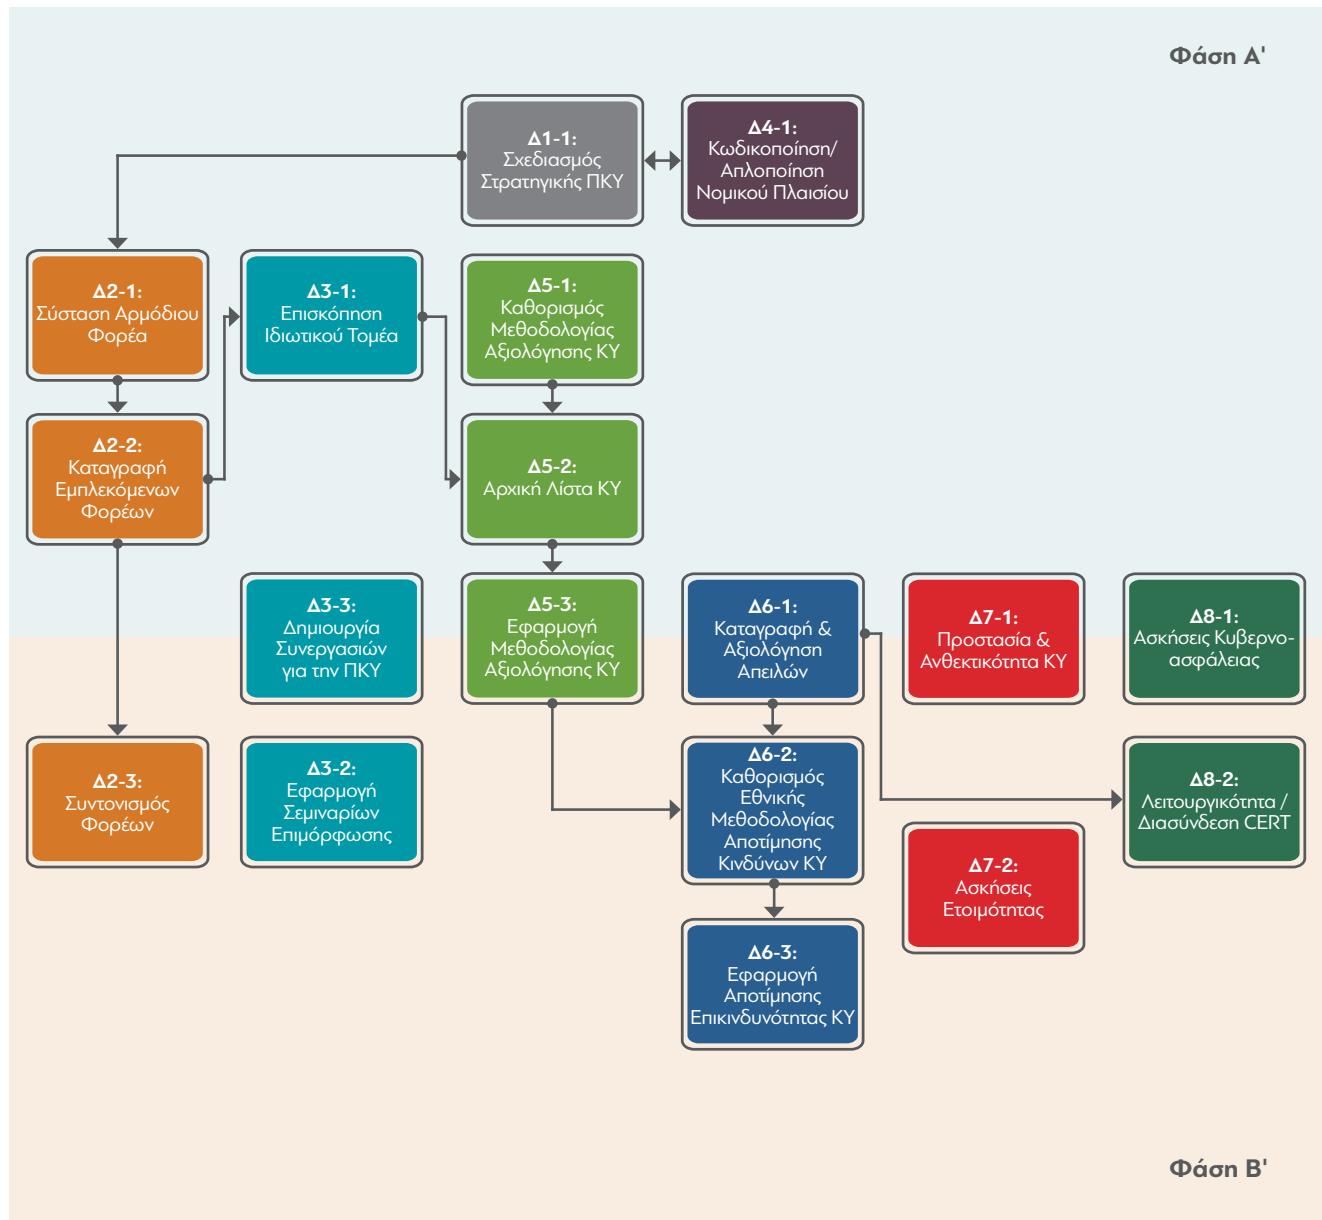 Φάση Α'
Δ1-1:
Σχεδιασμός
Στρατηγικής ΠΚΥ
Δ4-1:
Κωδικοποίηση/
Απλοποίηση
Νομικού Πλαισίου
Δ2-1:
Σύσταση Αρμόδιου
Φορέα
Δ3-1:
Επισκόπηση
Ιδιωτικού Τομέα
Δ5-1:
Καθορισμός
Μεθοδολογίας
Αξιολόγησης ΚΥ
Δ2-2:
Καταγραφή
Εμπλεκόμενων
Φορέων
Δ5-2:
Αρχική Λίστα ΚΥ
Δ3-3:
Δημιουργία
Συνεργασιών
για την ΠΚΥ
Δ5-3:
Εφαρμογή
Μεθοδολογίας
Αξιολόγησης ΚΥ
Δ6-1:
Καταγραφή &
Αξιολόγηση
Απειλών
Δ7-1:
Προστασία &
Ανθεκτικότητα ΚΥ
Δ8-1:
Ασκήσεις Κυβερνο-
ασφάλειας
Δ2-3:
Συντονισμός
Φορέων
Δ3-2:
Εφαρμογή
Σεμιναρίων
Επιμόρφωσης
Δ6-2:
Καθορισμός
Εθνικής
Μεθοδολογίας
Αποτίμησης
Κινδύνων ΚΥ
Δ8-2:
Λειτουργικότητα /
Διασύνδεση CERT
Δ7-2:
Ασκήσεις
Ετοιμότητας
Δ6-3:
Εφαρμογή
Αποτίμησης
Επικινδυνότητας ΚΥ
Φάση Β'